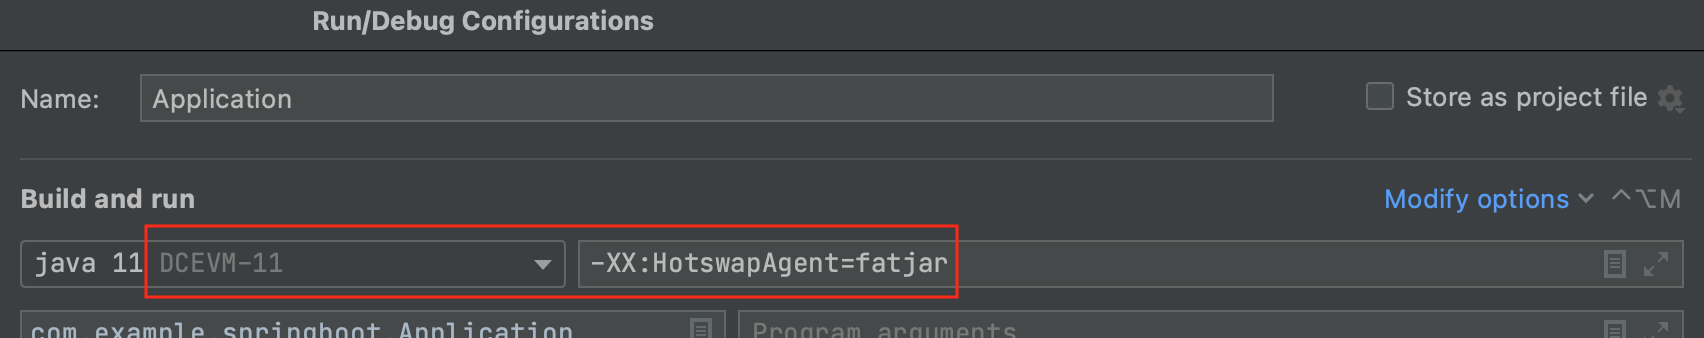 Run/Debug Configurations
Name: Application Store as project file
Build and run Modify options ⌃⌥M
java 11 DCEVM-11 -XX:HotswapAgent=fatjar
com.example.springboot.Application Program arguments